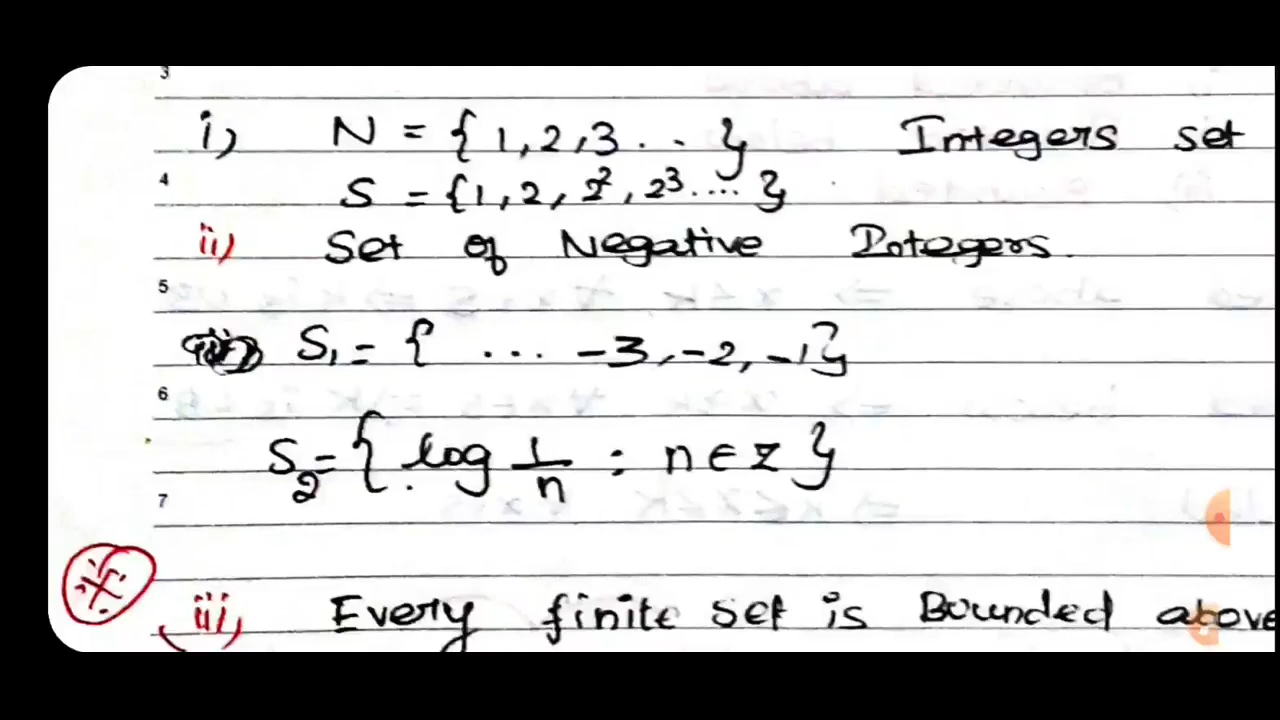 3
i) N = { 1, 2, 3 . . . } Integers set
4
S = { 1, 2, 2², 2³ .... }
ii) Set of Negative Integers.
5
S₁ = { ... -3, -2, -1 }
6
S₂ = { log 1/n : n ∈ z }
7
iii) Every finite set is Bounded above